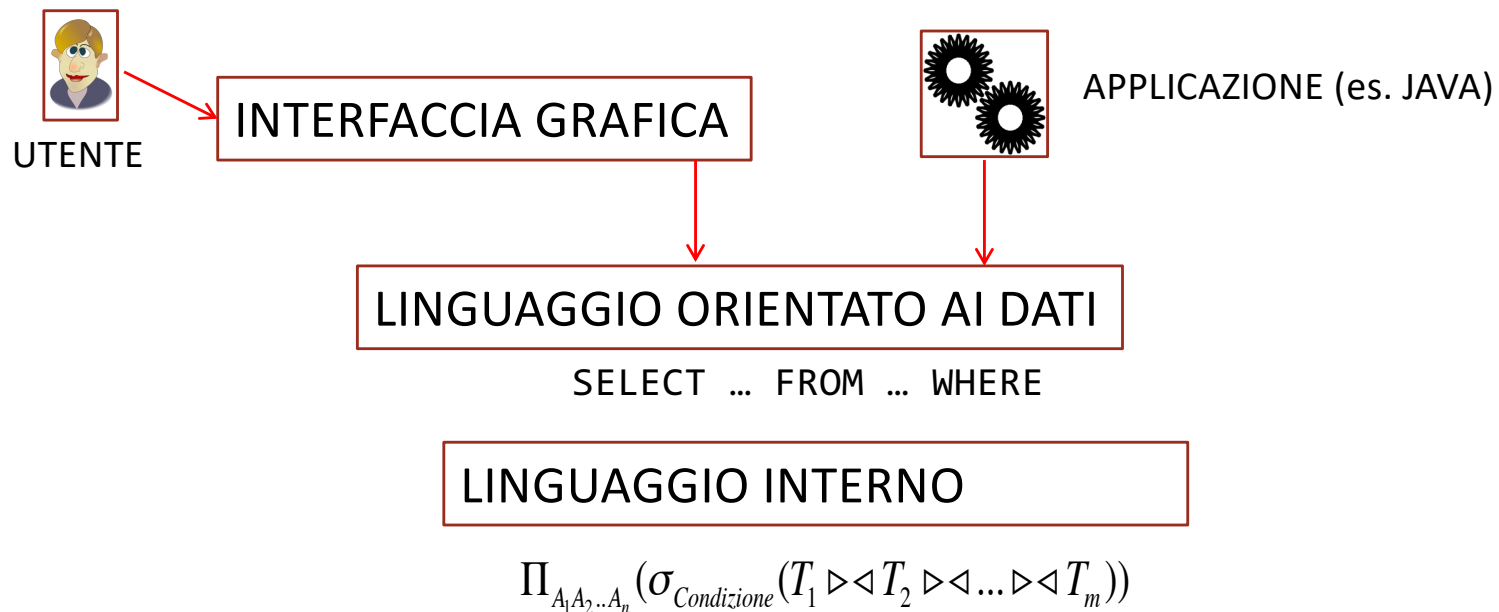 UTENTE
INTERFACCIA GRAFICA
APPLICAZIONE (es. JAVA)
LINGUAGGIO ORIENTATO AI DATI
SELECT … FROM … WHERE
LINGUAGGIO INTERNO
Π_{A₁A₂..Aₙ}(σ_{Condizione}(T₁ ▷◁ T₂ ▷◁ ... ▷◁ Tₘ))